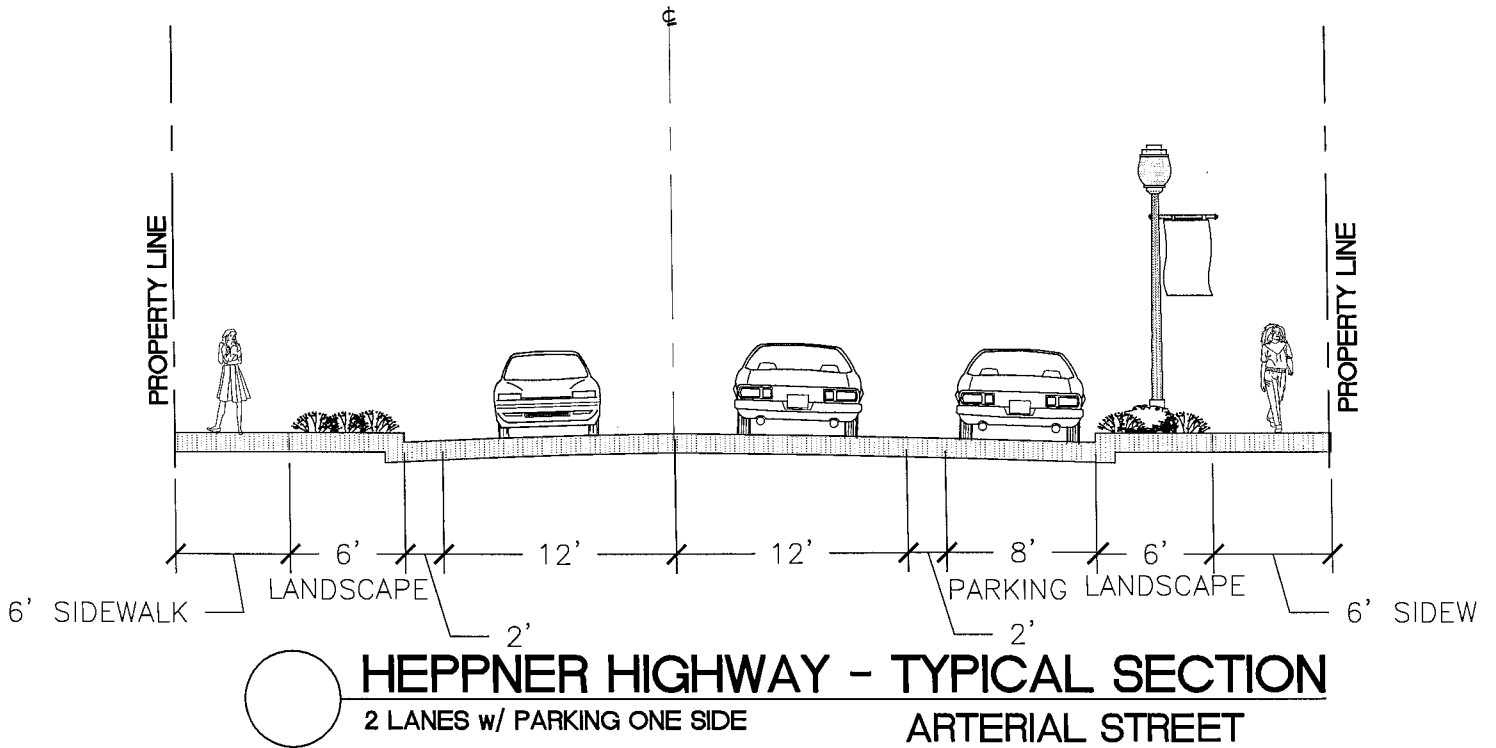 ℄
PROPERTY LINE
PROPERTY LINE
6' 12' 12' 8' 6'
LANDSCAPE PARKING LANDSCAPE
6' SIDEWALK 6' SIDEW
2' 2'
HEPPNER HIGHWAY - TYPICAL SECTION
2 LANES w/ PARKING ONE SIDE
ARTERIAL STREET